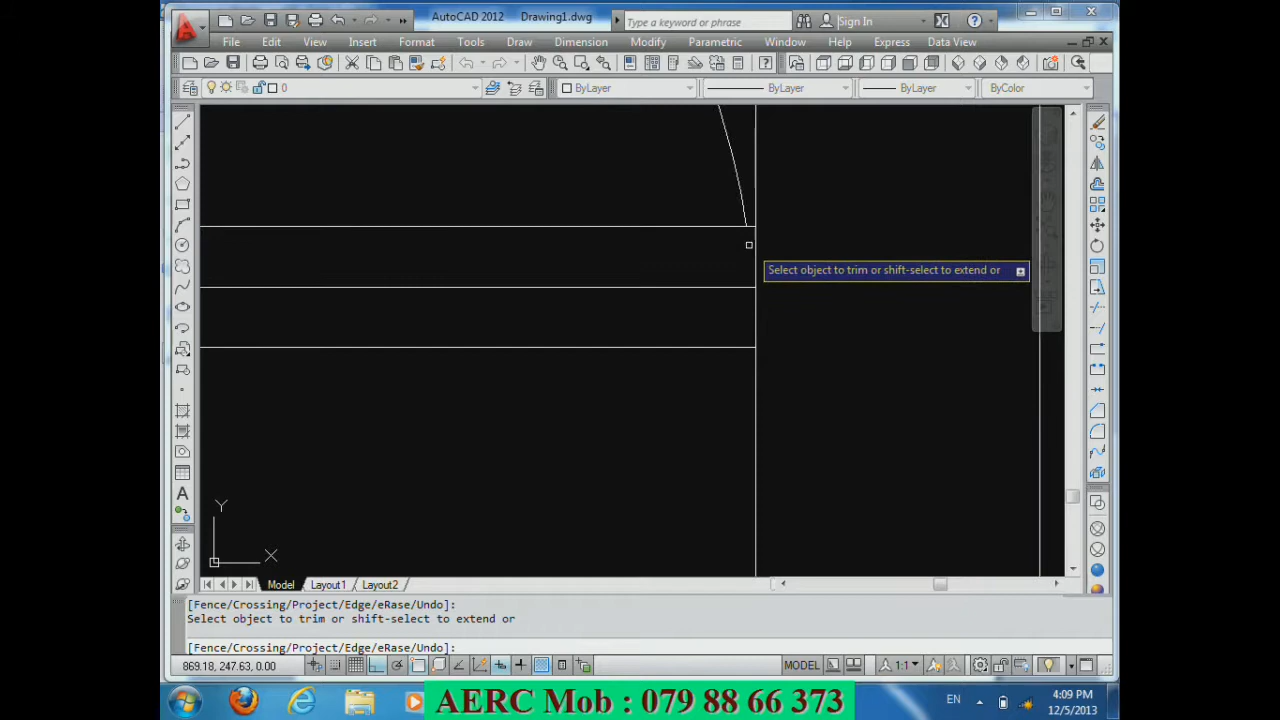 AutoCAD 2012 Drawing1.dwg
Type a keyword or phrase
Sign In
File Edit View Insert Format Tools Draw Dimension Modify Parametric Window Help Express Data View
0
ByLayer
ByLayer
ByLayer
ByColor
Select object to trim or shift-select to extend or
A
Y
X
Model Layout1 Layout2
[Fence/Crossing/Project/Edge/eRase/Undo]:
Select object to trim or shift-select to extend or
[Fence/Crossing/Project/Edge/eRase/Undo]:
869.18, 247.63, 0.00
MODEL
1:1
AERC Mob : 079 88 66 373
EN
4:09 PM
12/5/2013